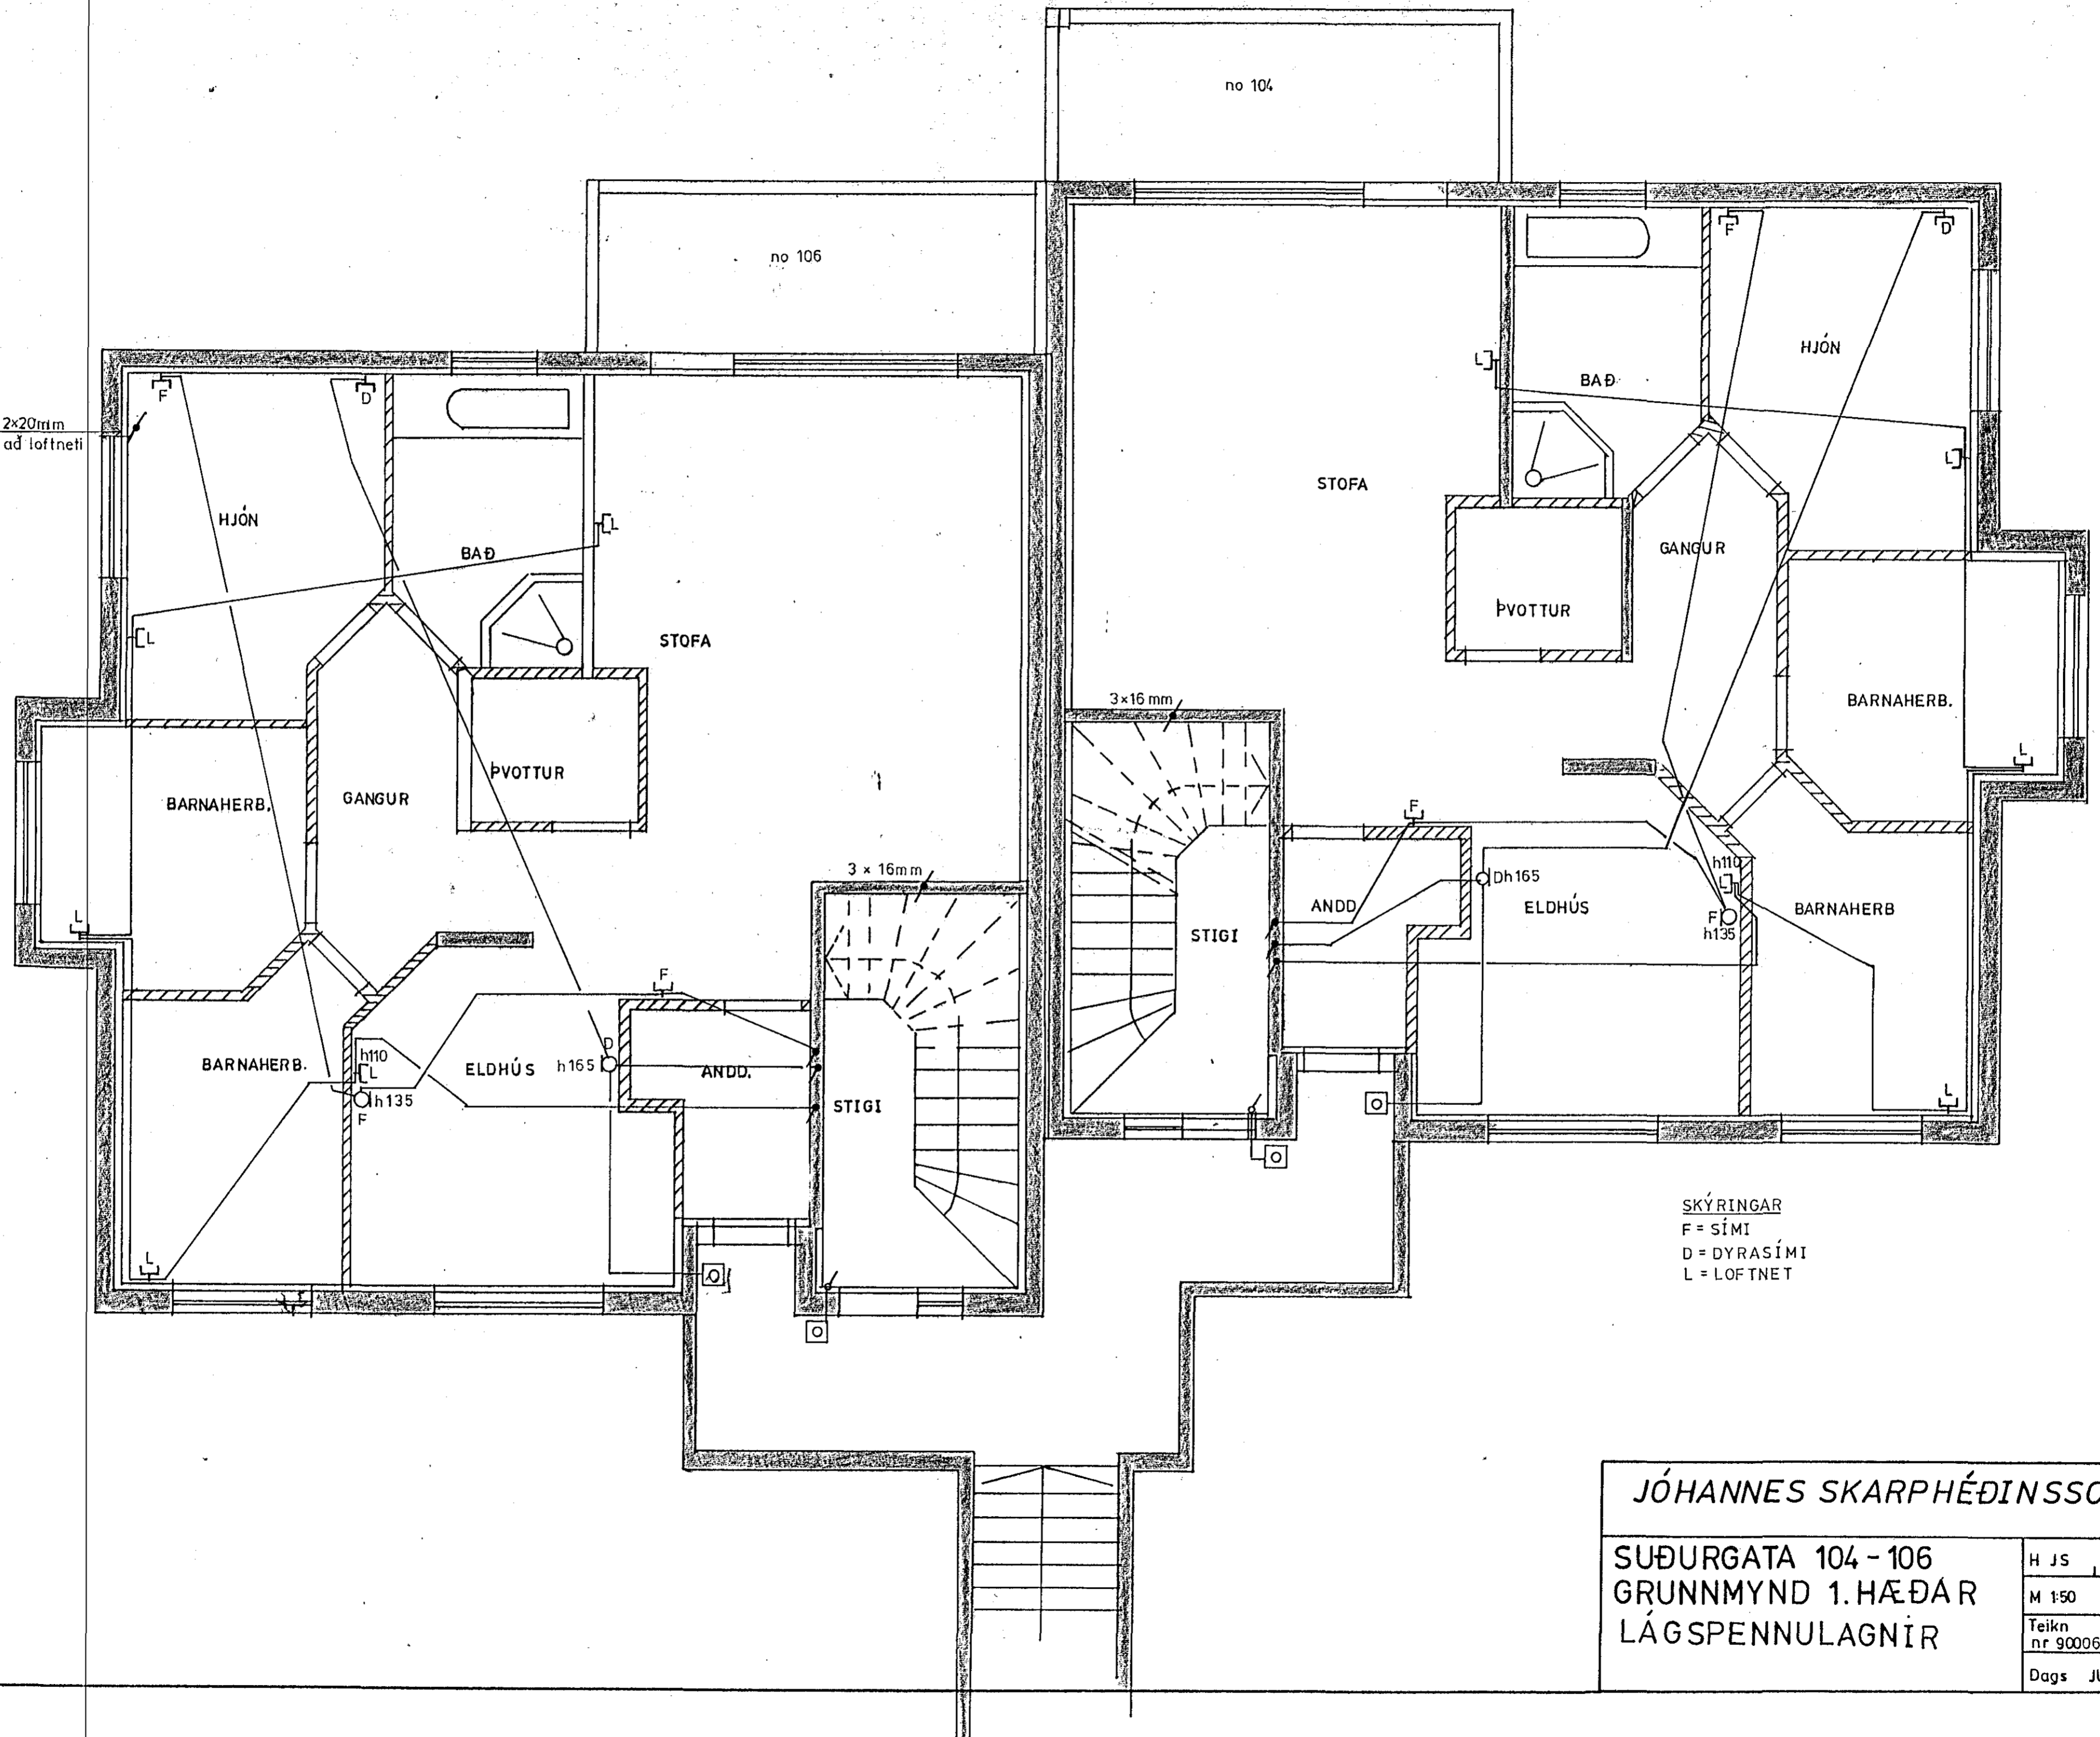 no 104
no 106
F
D
HJÓN
L
BAÐ
STOFA
L
GANGUR
ÞVOTTUR
BARNAHERB.
L
3×16 mm
F
Dh165
ANDD
ELDHÚS
h110
L
F
h135
BARNAHERB
STIGI
L
2×20mm
að loftneti
F
D
HJÓN
BAÐ
L
L
STOFA
ÞVOTTUR
BARNAHERB.
GANGUR
L
3 × 16mm
F
BARNAHERB.
h110
L
h135
F
ELDHÚS
h165
D
ANDD.
STIGI
L
SKÝRINGAR
F = SÍMI
D = DYRASÍMI
L = LOFTNET
JÓHANNES SKARPHÉÐINSSO
SUÐURGATA 104-106
GRUNNMYND 1. HÆÐAR
LÁGSPENNULAGNIR
H JS
M 1:50
Teikn
nr 90006
Dags